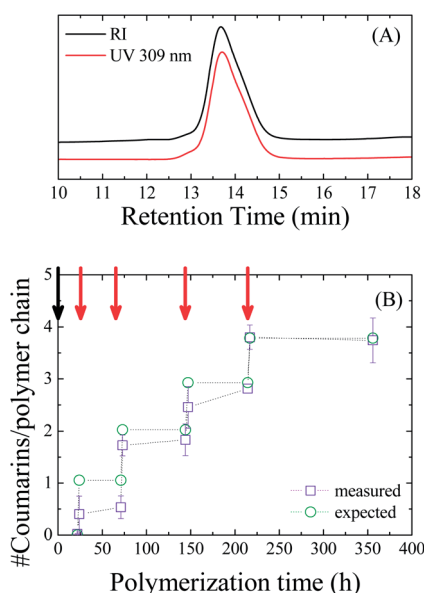 RI
UV 309 nm
(A)
10 11 12 13 14 15 16 17 18
Retention Time (min)
(B)
5
4
3
2
1
0
#Coumarins/polymer chain
measured
expected
0 50 100 150 200 250 300 350 400
Polymerization time (h)